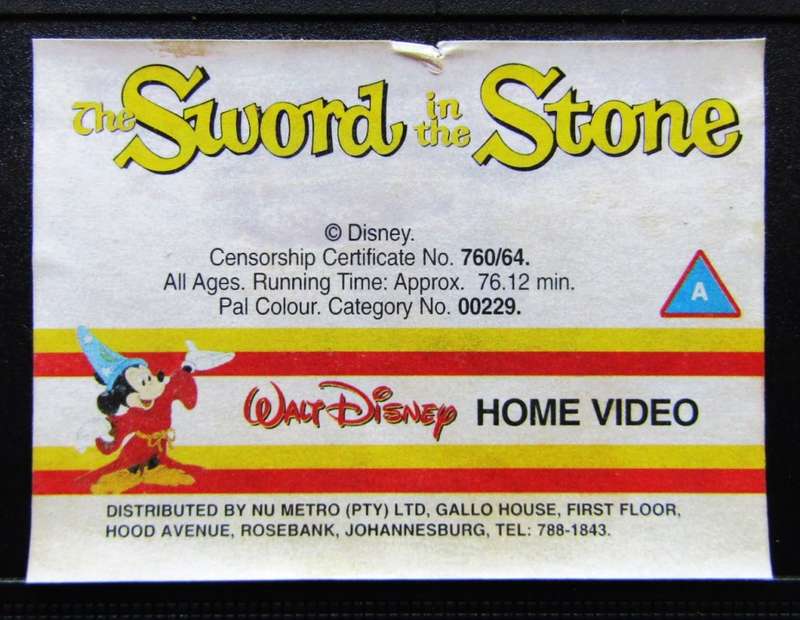 The Sword in the Stone
© Disney.
Censorship Certificate No. 760/64.
All Ages. Running Time: Approx. 76.12 min.
Pal Colour. Category No. 00229.
A
Walt Disney HOME VIDEO
DISTRIBUTED BY NU METRO (PTY) LTD, GALLO HOUSE, FIRST FLOOR,
HOOD AVENUE, ROSEBANK, JOHANNESBURG, TEL: 788-1843.